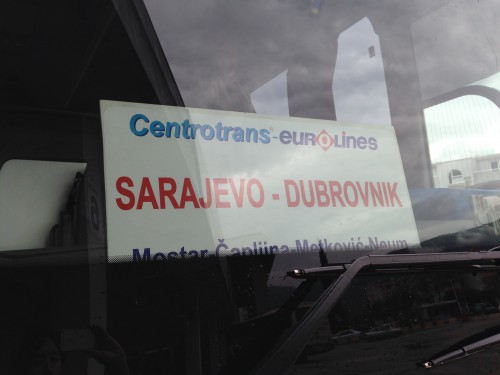 Centrotrans-EUROLINES
SARAJEVO - DUBROVNIK
Mostar-Čapljina-Metković-Neum